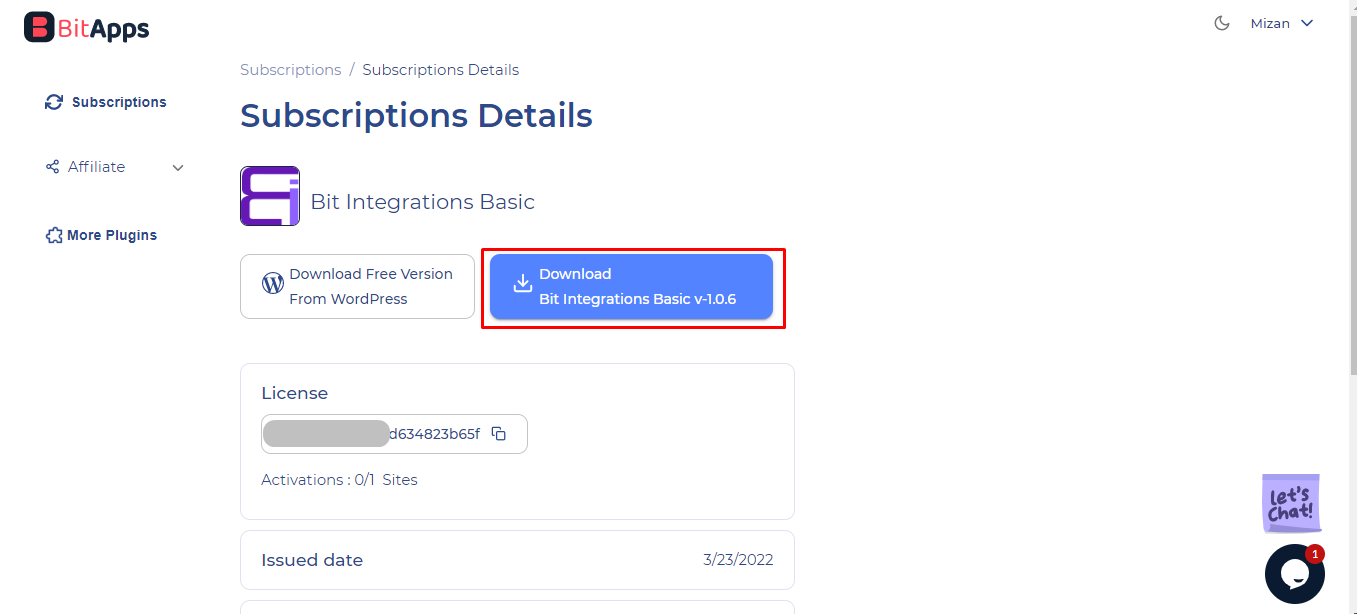 BitApps
Mizan
Subscriptions / Subscriptions Details
Subscriptions
Subscriptions Details
Affiliate
Bit Integrations Basic
More Plugins
Download Free Version
From WordPress
Download
Bit Integrations Basic v-1.0.6
License
d634823b65f
Activations : 0/1 Sites
let's
Chat!
Issued date
3/23/2022
1